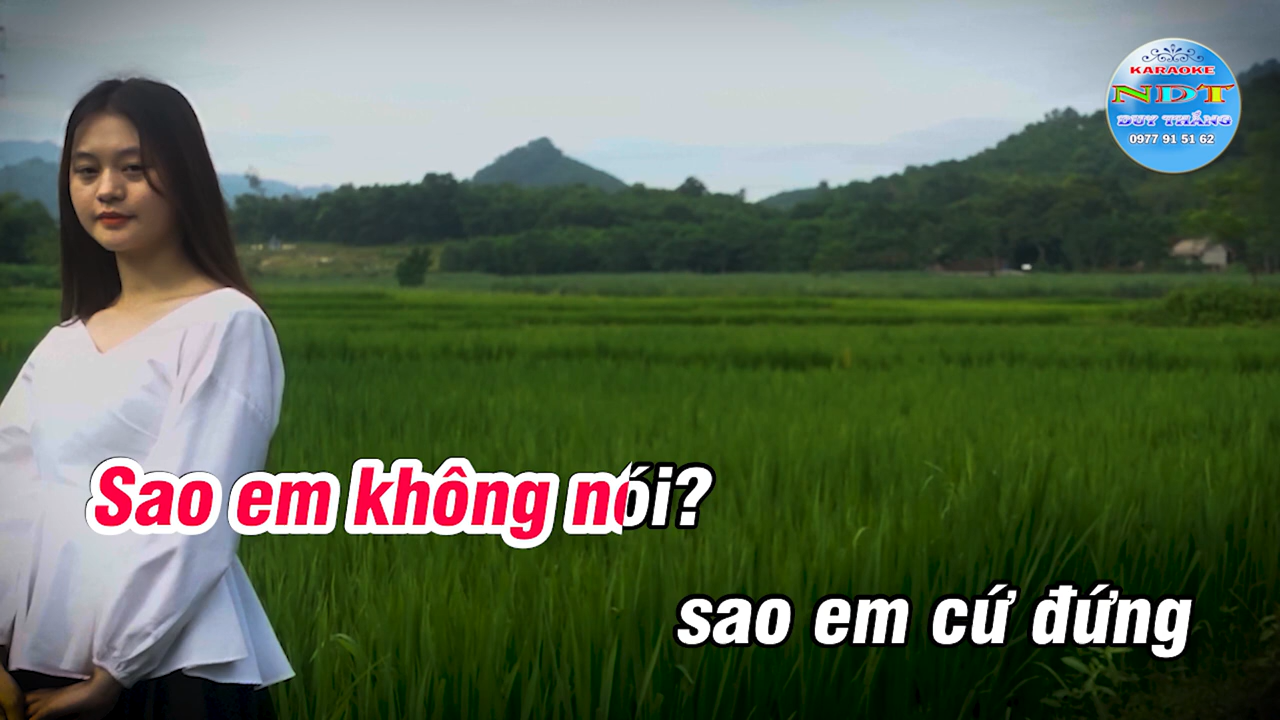 KARAOKE
NDT
DUY THẮNG
0977 91 51 62
Sao em không nói?
sao em cứ đứng